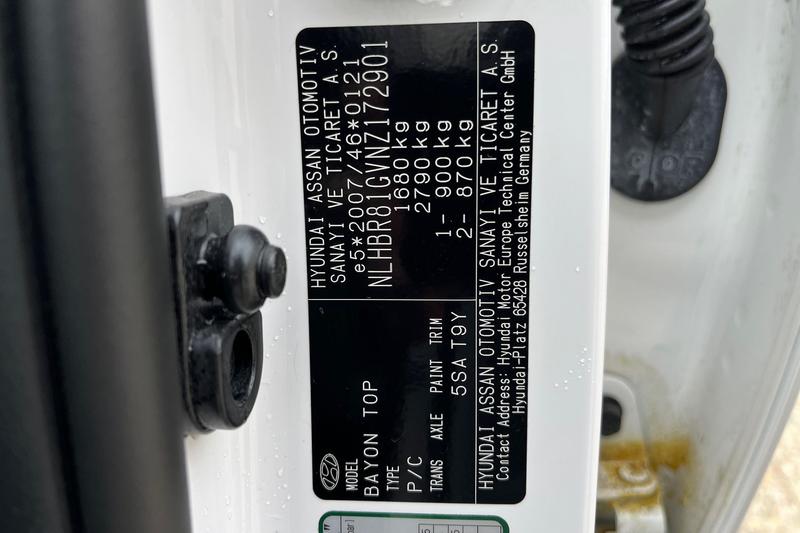 HYUNDAI ASSAN OTOMOTIV
SANAYI VE TICARET A.S.
e5*2007/46*0121
NLHBR81GVNZ172901
1680 kg
2790 kg
1- 900 kg
2- 870 kg
MODEL
BAYON TOP
TYPE
P/C
TRANS AXLE PAINT TRIM
5SA T9Y
HYUNDAI ASSAN OTOMOTIV SANAYI VE TICARET A.S.
Contact Address: Hyundai Motor Europe Technical Center GmbH
Hyundai-Platz 65428 Russelsheim Germany